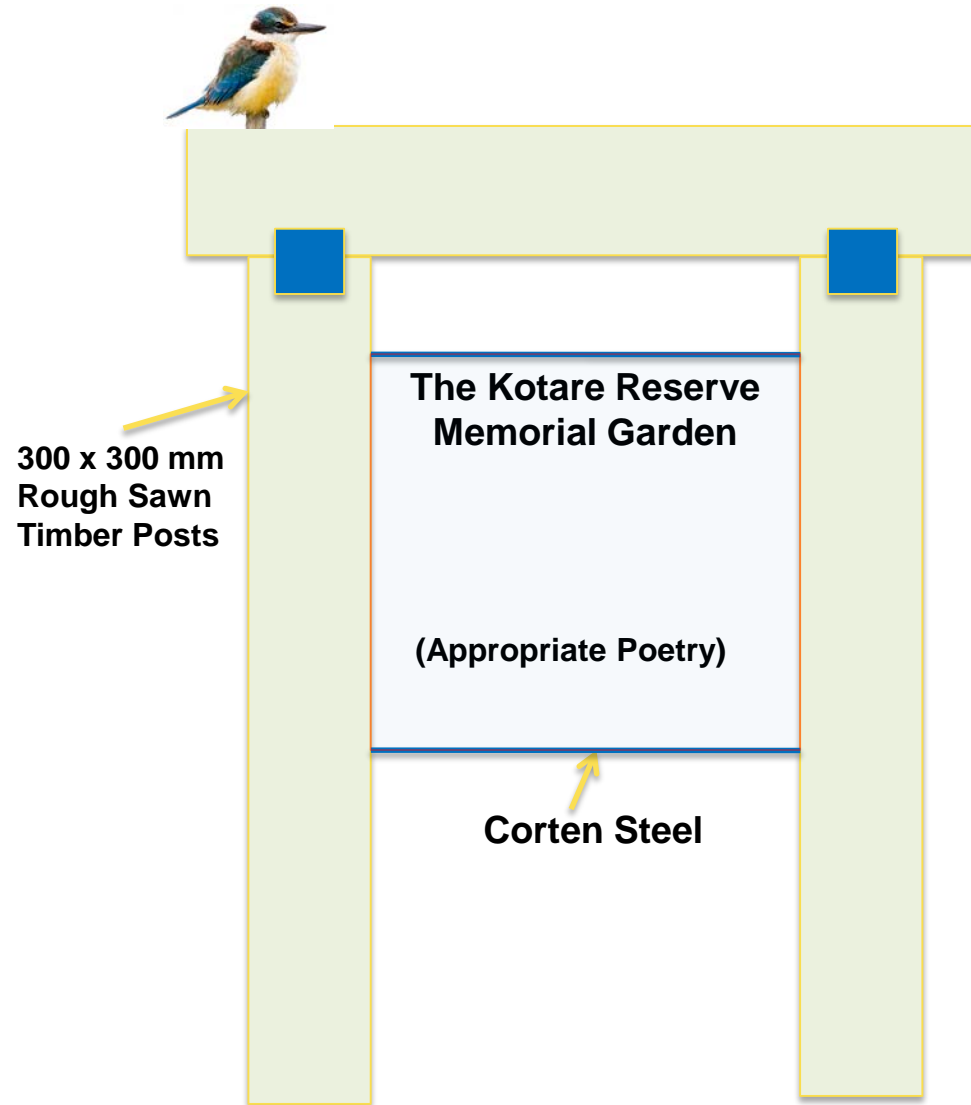 The Kotare Reserve
Memorial Garden
300 x 300 mm
Rough Sawn
Timber Posts
(Appropriate Poetry)
Corten Steel